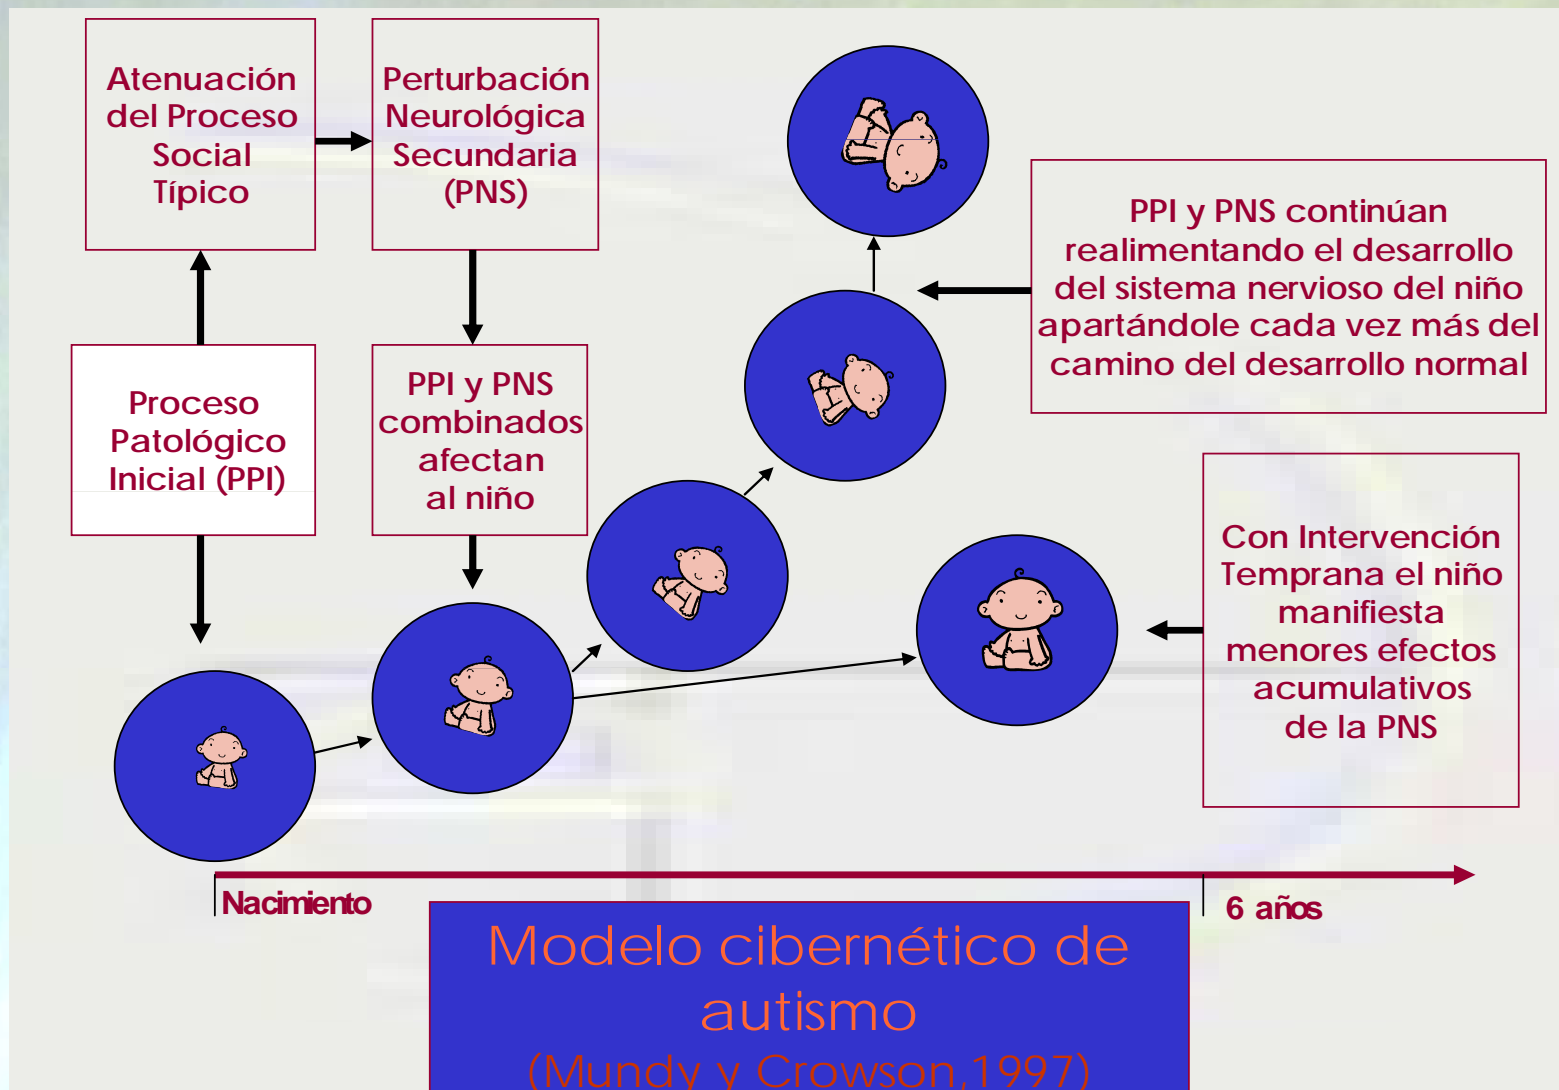 Atenuación
del Proceso
Social
Típico
Perturbación
Neurológica
Secundaria
(PNS)
PPI y PNS continúan
realimentando el desarrollo
del sistema nervioso del niño
apartándole cada vez más del
camino del desarrollo normal
Proceso
Patológico
Inicial (PPI)
PPI y PNS
combinados
afectan
al niño
Con Intervención
Temprana el niño
manifiesta
menores efectos
acumulativos
de la PNS
Nacimiento
6 años
Modelo cibernético de
autismo
(Mundy y Crowson,1997)